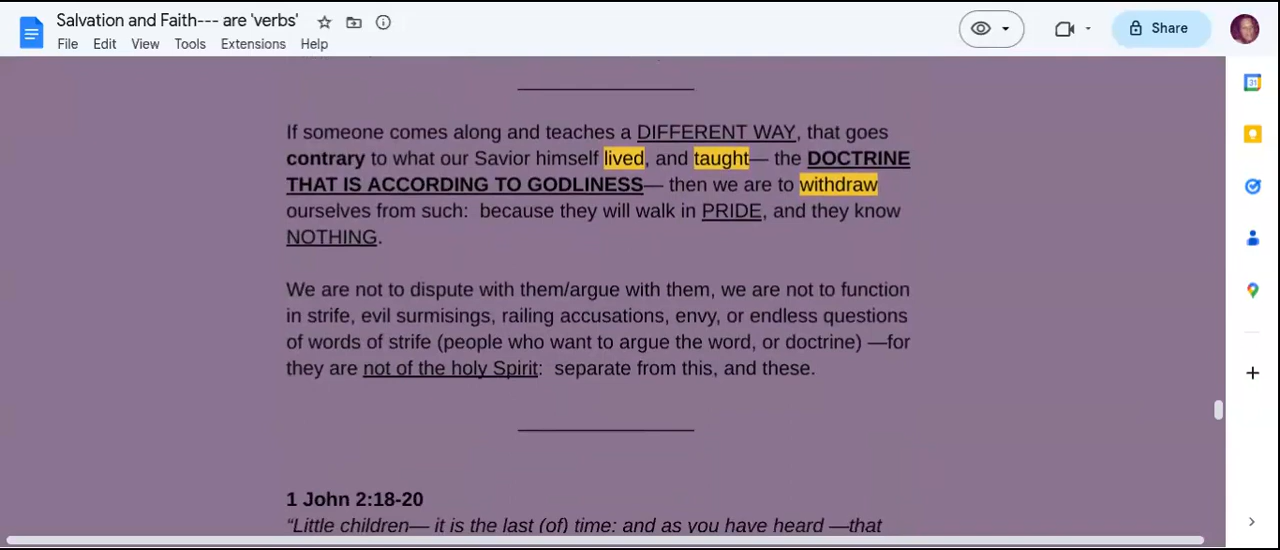 Salvation and Faith--- are 'verbs'
File Edit View Tools Extensions Help
Share
31
If someone comes along and teaches a DIFFERENT WAY, that goes
contrary to what our Savior himself lived, and taught— the DOCTRINE
THAT IS ACCORDING TO GODLINESS— then we are to withdraw
ourselves from such:  because they will walk in PRIDE, and they know
NOTHING.
We are not to dispute with them/argue with them, we are not to function
in strife, evil surmisings, railing accusations, envy, or endless questions
of words of strife (people who want to argue the word, or doctrine) —for
they are not of the holy Spirit:  separate from this, and these.
1 John 2:18-20
“Little children— it is the last (of) time: and as you have heard —that